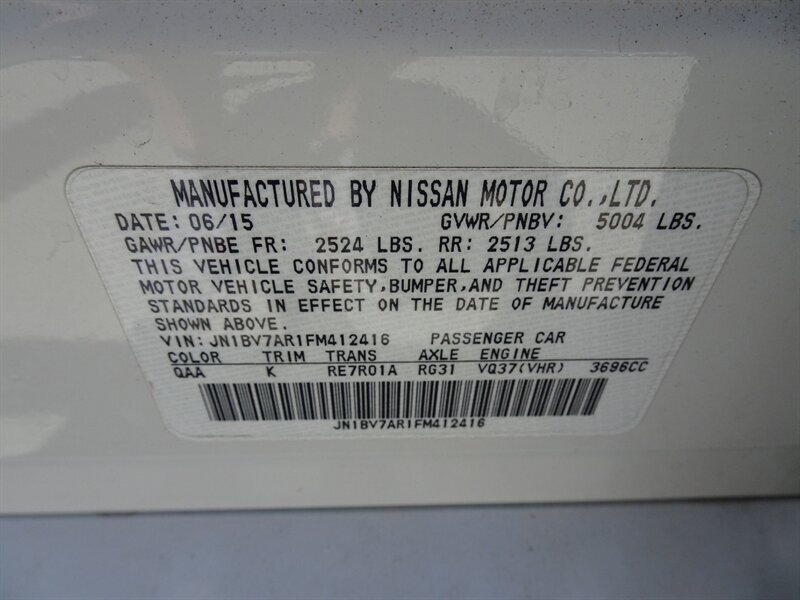 MANUFACTURED BY NISSAN MOTOR CO.,LTD.
DATE: 06/15 GVWR/PNBV: 5004 LBS.
GAWR/PNBE FR: 2524 LBS. RR: 2513 LBS.
THIS VEHICLE CONFORMS TO ALL APPLICABLE FEDERAL
MOTOR VEHICLE SAFETY,BUMPER,AND THEFT PREVENTION
STANDARDS IN EFFECT ON THE DATE OF MANUFACTURE
SHOWN ABOVE.
VIN: JN1BV7AR1FM412416 PASSENGER CAR
COLOR TRIM TRANS AXLE ENGINE
QAA K RE7R01A RG31 VQ37(VHR) 3696CC
JN1BV7AR1FM412416